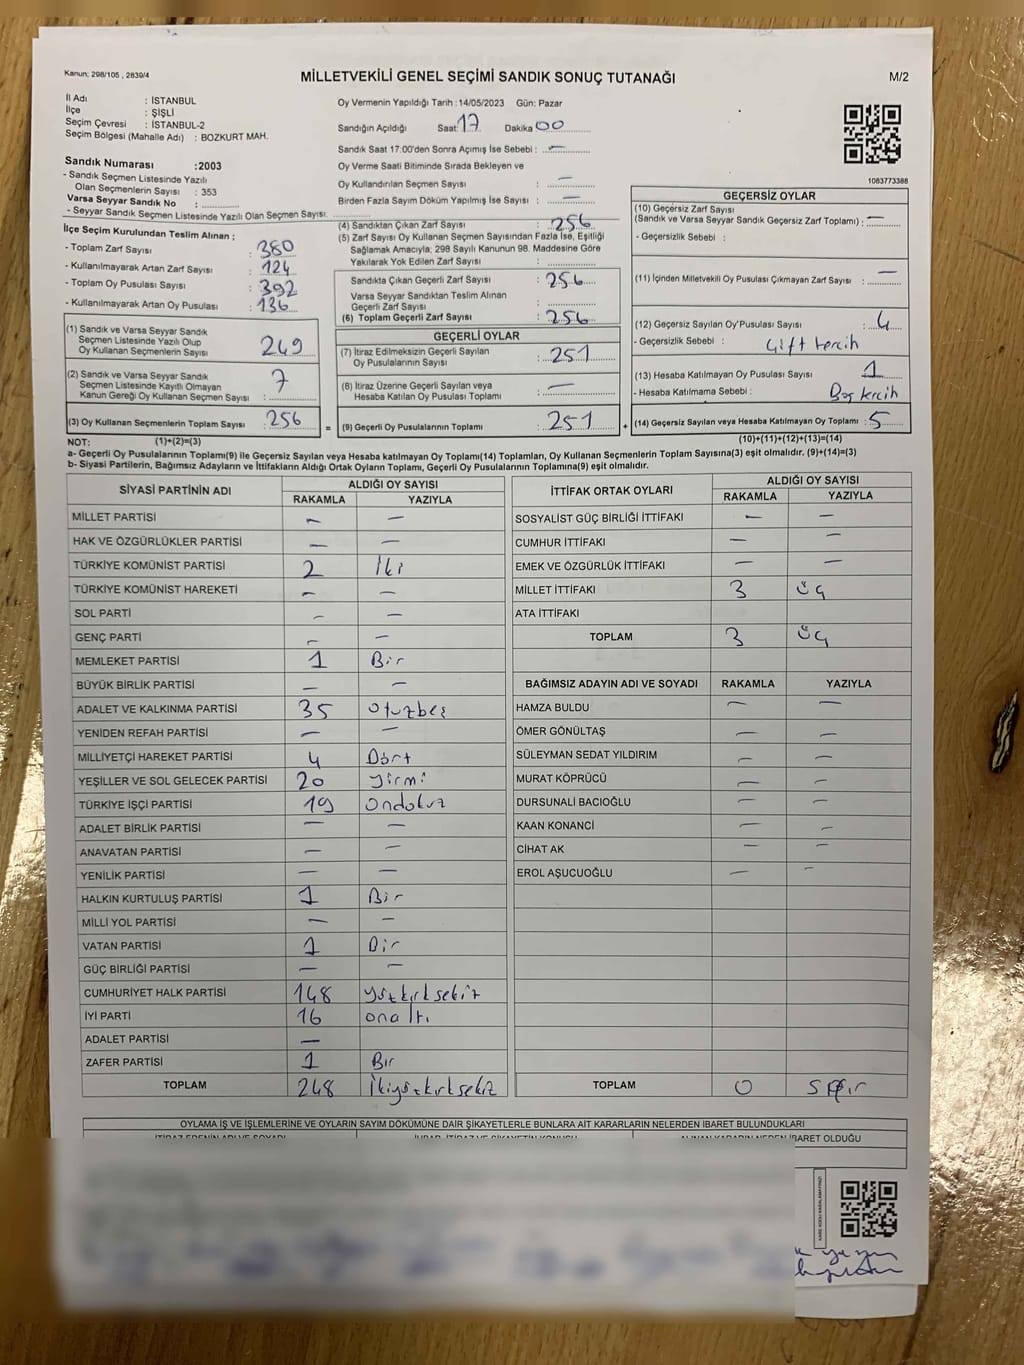 Kanun: 298/105 , 2839/4
MİLLETVEKİLİ GENEL SEÇİMİ SANDIK SONUÇ TUTANAĞI
M/2
İl Adı : İSTANBUL
İlçe : ŞİŞLİ
Seçim Çevresi : İSTANBUL-2
Seçim Bölgesi (Mahalle Adı) : BOZKURT MAH.
Sandık Numarası :2003
- Sandık Seçmen Listesinde Yazılı
Olan Seçmenlerin Sayısı : 353
Varsa Seyyar Sandık No :
- Seyyar Sandık Seçmen Listesinde Yazılı Olan Seçmen Sayısı.
İlçe Seçim Kurulundan Teslim Alınan ;
- Toplam Zarf Sayısı : 380
- Kullanılmayarak Artan Zarf Sayısı : 124
- Toplam Oy Pusulası Sayısı : 392
- Kullanılmayarak Artan Oy Pusulası : 136
(1) Sandık ve Varsa Seyyar Sandık
Seçmen Listesinde Yazılı Olup
Oy Kullanan Seçmenlerin Sayısı : 249
(2) Sandık ve Varsa Seyyar Sandık
Seçmen Listesinde Kayıtlı Olmayan
Kanun Gereği Oy Kullanan Seçmen Sayısı : 7
(3) Oy Kullanan Seçmenlerin Toplam Sayısı : 256
Oy Vermenin Yapıldığı Tarih :14/05/2023 Gün: Pazar
Sandığın Açıldığı Saat: 17 Dakika 00
Sandık Saat 17:00'den Sonra Açımış İse Sebebi : —
Oy Verme Saati Bitiminde Sırada Bekleyen ve
Oy Kullandırılan Seçmen Sayısı : —
Birden Fazla Sayım Döküm Yapılmış İse Sayısı : —
(4) Sandıktan Çıkan Zarf Sayısı : 256
(5) Zarf Sayısı Oy Kullanan Seçmen Sayısından Fazla İse, Eşitliği
Sağlamak Amacıyla; 298 Sayılı Kanunun 98. Maddesine Göre
Yakılarak Yok Edilen Zarf Sayısı :
Sandıkta Çıkan Geçerli Zarf Sayısı : 256
Varsa Seyyar Sandıktan Teslim Alınan
Geçerli Zarf Sayısı :
(6) Toplam Geçerli Zarf Sayısı : 256
GEÇERLİ OYLAR
(7) İtiraz Edilmeksizin Geçerli Sayılan
Oy Pusulalarının Sayısı : 251
(8) İtiraz Üzerine Geçerli Sayılan veya
Hesaba Katılan Oy Pusulası Toplamı : —
= (9) Geçerli Oy Pusulalarının Toplamı : 251
1083773388
GEÇERSİZ OYLAR
(10) Geçersiz Zarf Sayısı
(Sandık ve Varsa Seyyar Sandık Geçersiz Zarf Toplamı) : —
- Geçersizlik Sebebi :
(11) İçinden Milletvekili Oy Pusulası Çıkmayan Zarf Sayısı : —
(12) Geçersiz Sayılan Oy Pusulası Sayısı : 4
- Geçersizlik Sebebi : Çift tercih
(13) Hesaba Katılmayan Oy Pusulası Sayısı : 1
- Hesaba Katılmama Sebebi : Boş tercih
+ (14) Geçersiz Sayılan veya Hesaba Katılmayan Oy Toplamı : 5
NOT: (1)+(2)=(3) (10)+(11)+(12)+(13)=(14)
a- Geçerli Oy Pusulalarının Toplamı(9) ile Geçersiz Sayılan veya Hesaba Katılmayan Oy Toplamı(14) Toplamları, Oy Kullanan Seçmenlerin Toplam Sayısına(3) eşit olmalıdır. (9)+(14)=(3)
b- Siyasi Partilerin, Bağımsız Adayların ve İttifakların Aldığı Ortak Oyların Toplamı, Geçerli Oy Pusulalarının Toplamına(9) eşit olmalıdır.
SİYASİ PARTİNİN ADI ALDIĞI OY SAYISI
RAKAMLA YAZIYLA
MİLLET PARTİSİ — —
HAK VE ÖZGÜRLÜKLER PARTİSİ — —
TÜRKİYE KOMÜNİST PARTİSİ 2 İki
TÜRKİYE KOMÜNİST HAREKETİ — —
SOL PARTİ — —
GENÇ PARTİ — —
MEMLEKET PARTİSİ 1 Bir
BÜYÜK BİRLİK PARTİSİ — —
ADALET VE KALKINMA PARTİSİ 35 Otuzbeş
YENİDEN REFAH PARTİSİ — —
MİLLİYETÇİ HAREKET PARTİSİ 4 Dört
YEŞİLLER VE SOL GELECEK PARTİSİ 20 yirmi
TÜRKİYE İŞÇİ PARTİSİ 19 Ondokuz
ADALET BİRLİK PARTİSİ — —
ANAVATAN PARTİSİ — —
YENİLİK PARTİSİ — —
HALKIN KURTULUŞ PARTİSİ 1 Bir
MİLLİ YOL PARTİSİ — —
VATAN PARTİSİ 1 Bir
GÜÇ BİRLİĞİ PARTİSİ — —
CUMHURİYET HALK PARTİSİ 148 yüzkırksekiz
İYİ PARTİ 16 onaltı
ADALET PARTİSİ —
ZAFER PARTİSİ 1 Bir
TOPLAM 248 İkiyüzkırksekiz
İTTİFAK ORTAK OYLARI ALDIĞI OY SAYISI
RAKAMLA YAZIYLA
SOSYALİST GÜÇ BİRLİĞİ İTTİFAKI — —
CUMHUR İTTİFAKI — —
EMEK VE ÖZGÜRLÜK İTTİFAKI — —
MİLLET İTTİFAKI 3 üç
ATA İTTİFAKI
TOPLAM 3 üç
BAĞIMSIZ ADAYIN ADI VE SOYADI RAKAMLA YAZIYLA
HAMZA BULDU — —
ÖMER GÖNÜLTAŞ — —
SÜLEYMAN SEDAT YILDIRIM — —
MURAT KÖPRÜCÜ — —
DURSUNALİ BACIOĞLU — —
KAAN KONANCİ — —
CİHAT AK — —
EROL AŞUCUOĞLU — —
TOPLAM 0 Sıfır
OYLAMA İŞ VE İŞLEMLERİNE VE OYLARIN SAYIM DÖKÜMÜNE DAİR ŞİKAYETLERLE BUNLARA AİT KARARLARIN NELERDEN İBARET BULUNDUKLARI
İTİRAZ EDENİN ADI VE SOYADI
İBARET OLDUĞU